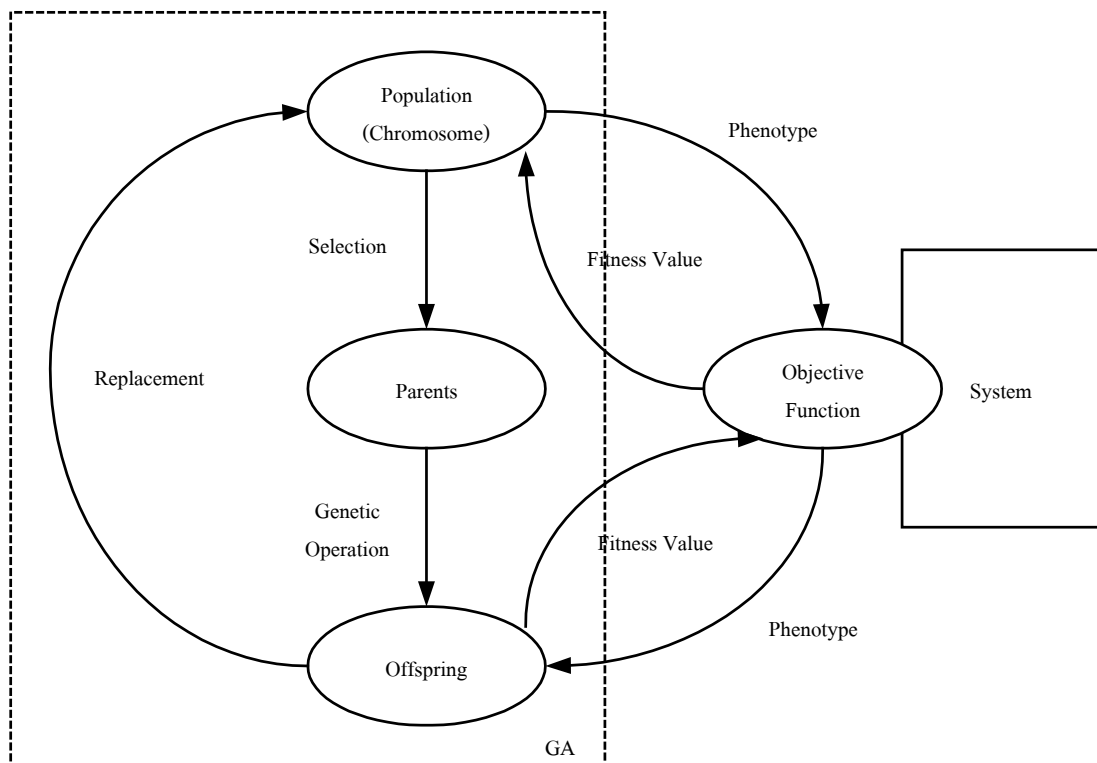 Population
(Chromosome)
Phenotype
Selection
Fitness Value
Replacement
Parents
Objective
Function
System
Genetic
Operation
Fitness Value
Phenotype
Offspring
GA